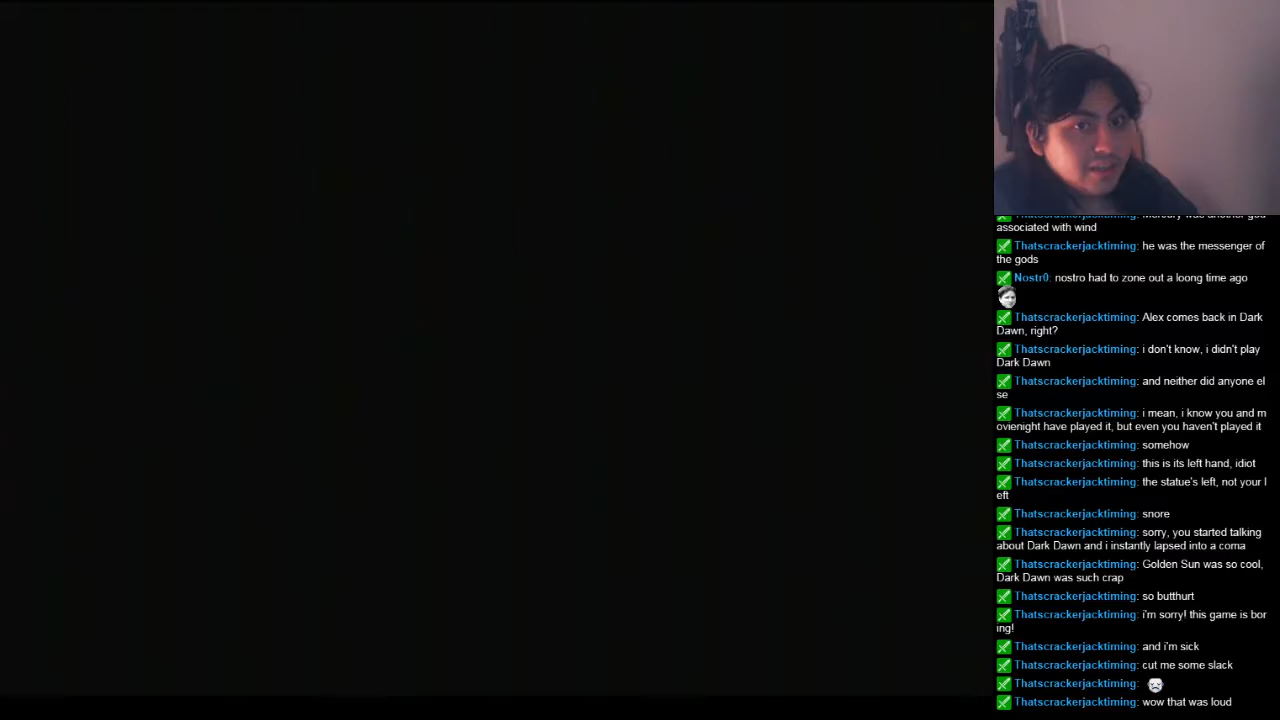 Thatscrackerjacktiming: Mercury was another god
associated with wind
Thatscrackerjacktiming: he was the messenger of
the gods
Nostr0: nostro had to zone out a loong time ago
Thatscrackerjacktiming: Alex comes back in Dark
Dawn, right?
Thatscrackerjacktiming: i don't know, i didn't play
Dark Dawn
Thatscrackerjacktiming: and neither did anyone el
se
Thatscrackerjacktiming: i mean, i know you and m
ovienight have played it, but even you haven't played it
Thatscrackerjacktiming: somehow
Thatscrackerjacktiming: this is its left hand, idiot
Thatscrackerjacktiming: the statue's left, not your l
eft
Thatscrackerjacktiming: snore
Thatscrackerjacktiming: sorry, you started talking
about Dark Dawn and i instantly lapsed into a coma
Thatscrackerjacktiming: Golden Sun was so cool,
Dark Dawn was such crap
Thatscrackerjacktiming: so butthurt
Thatscrackerjacktiming: i'm sorry! this game is bor
ing!
Thatscrackerjacktiming: and i'm sick
Thatscrackerjacktiming: cut me some slack
Thatscrackerjacktiming:
Thatscrackerjacktiming: wow that was loud